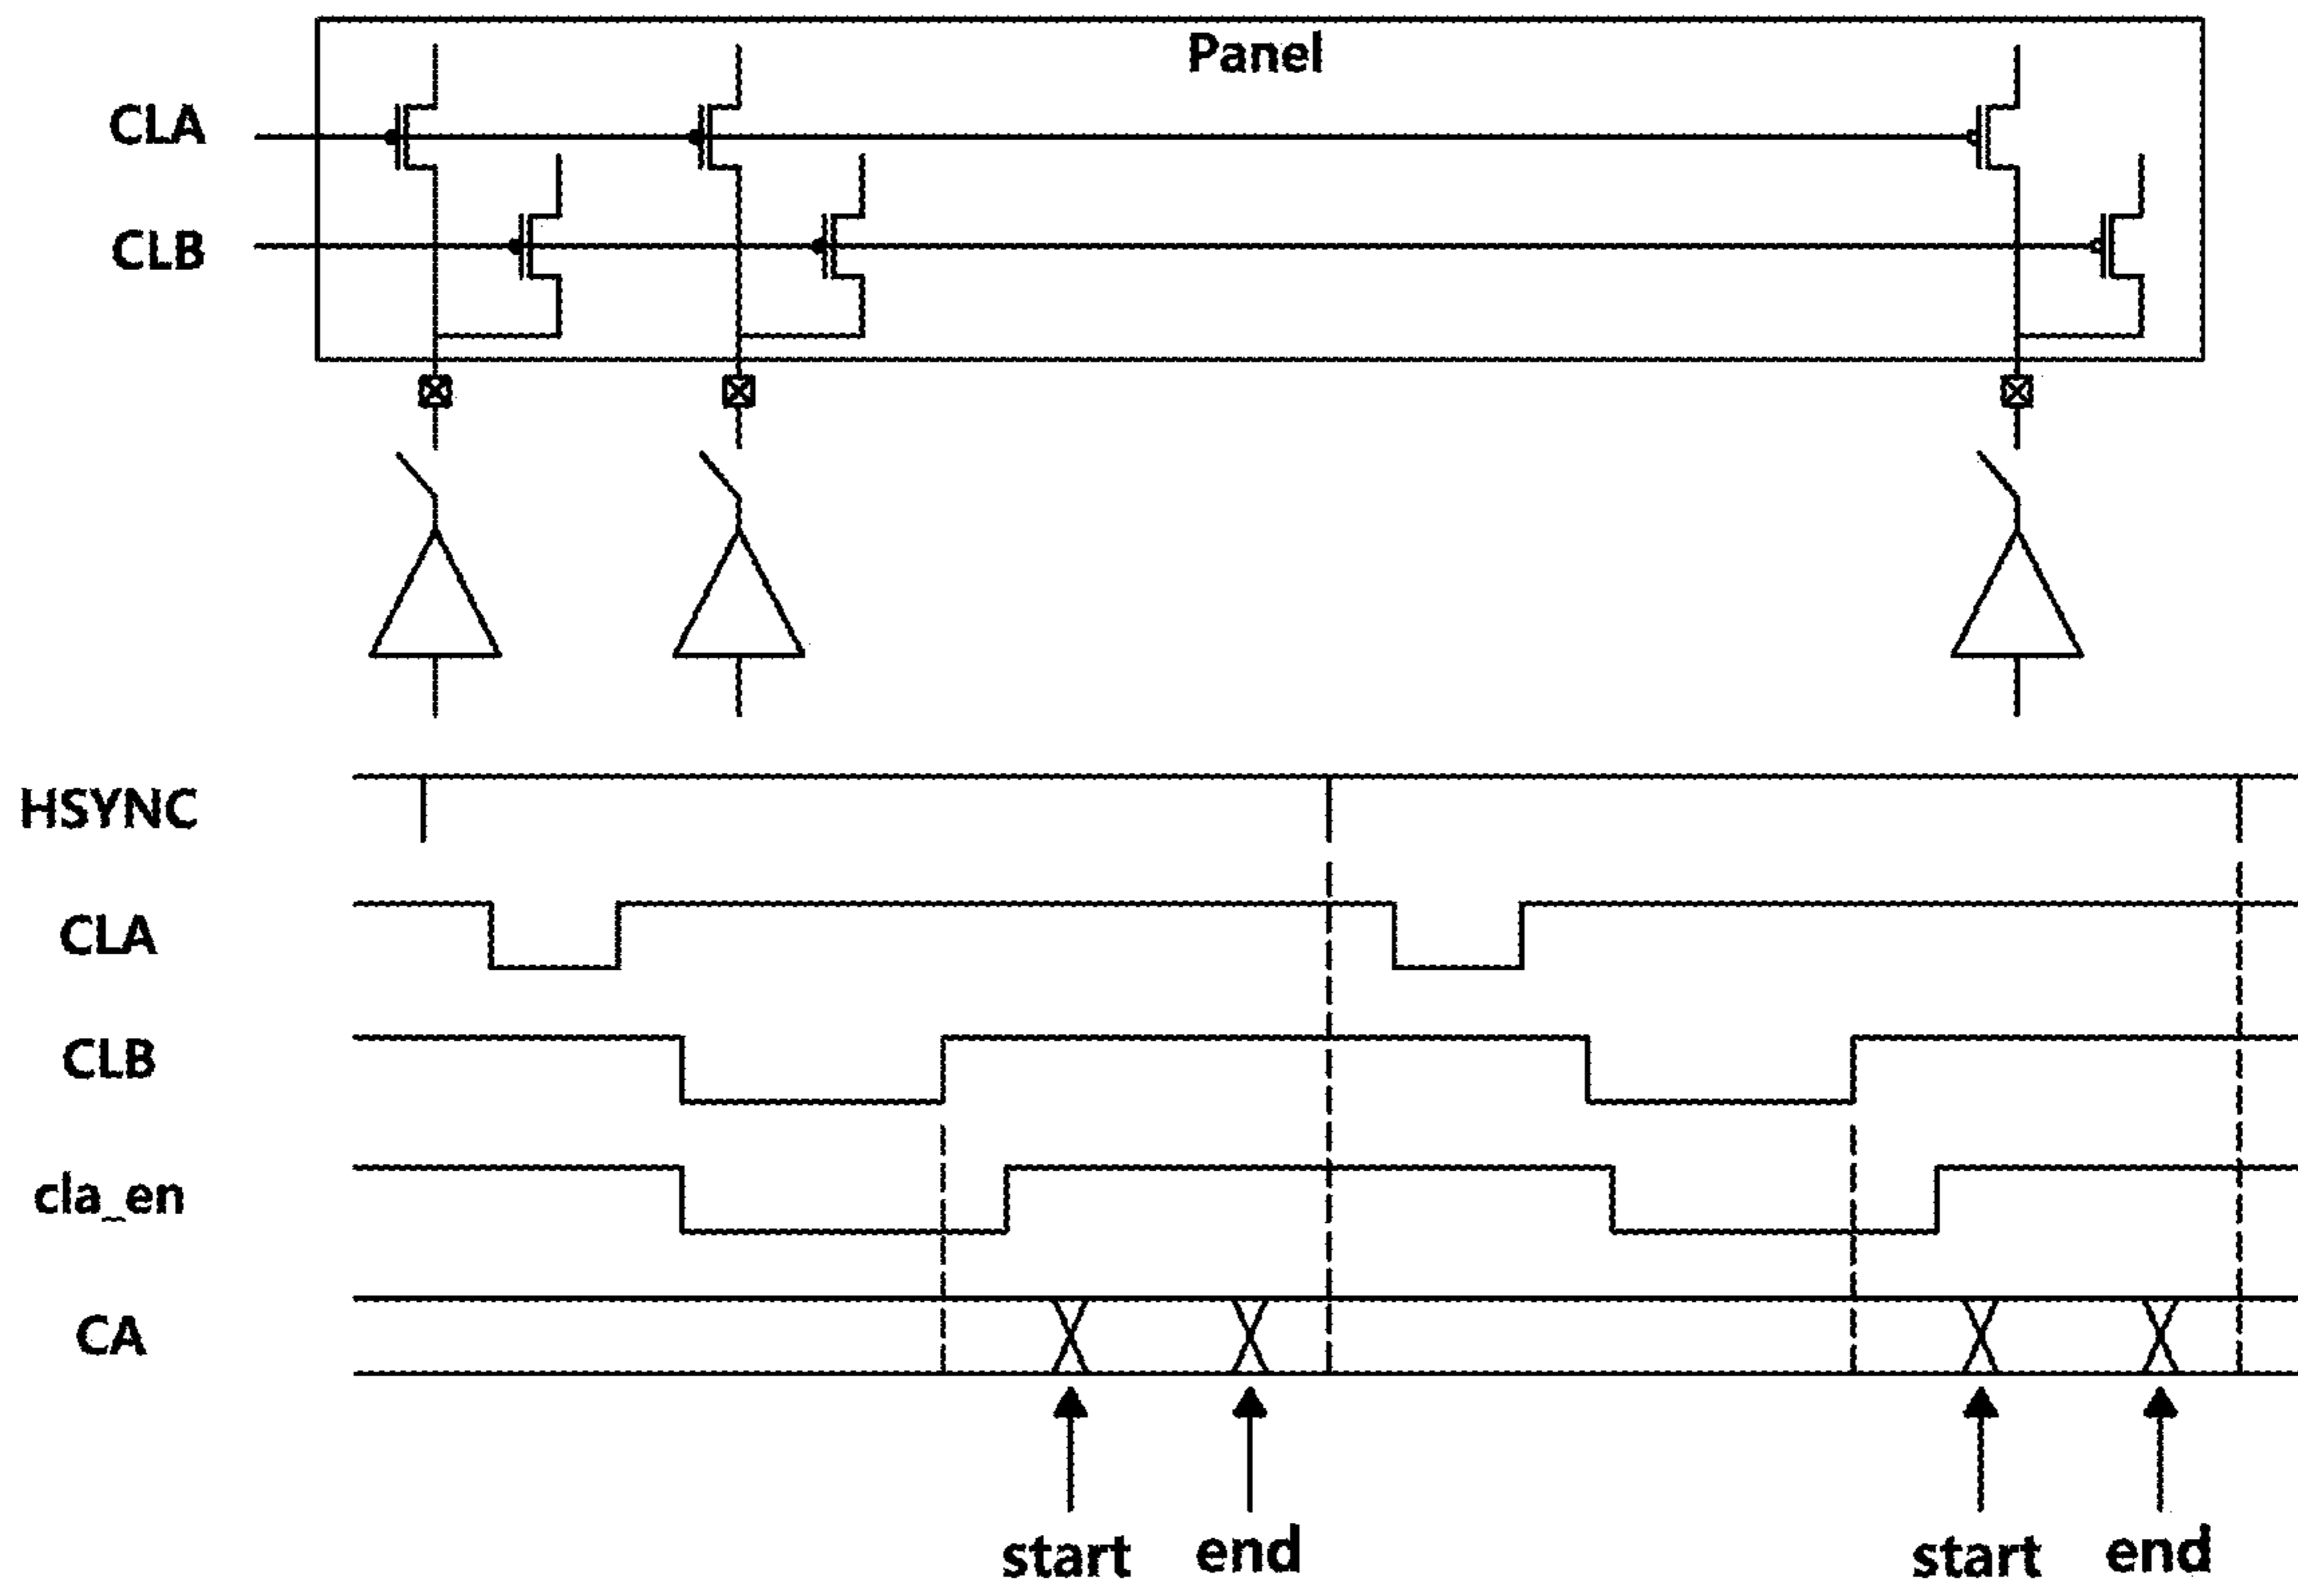 Panel
CLA
CLB
HSYNC
CLA
CLB
cla_en
CA
start end start end